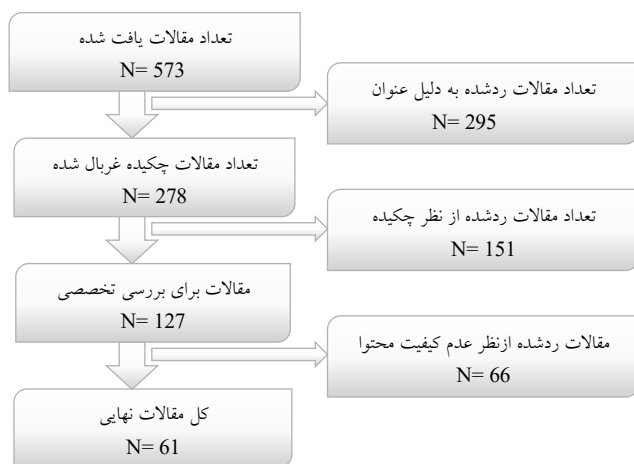 تعداد مقالات یافت شده
N= 573
تعداد مقالات ردشده به دلیل عنوان
N= 295
تعداد مقالات چکیده غربال شده
N= 278
تعداد مقالات ردشده از نظر چکیده
N= 151
مقالات برای بررسی تخصصی
N= 127
مقالات ردشده ازنظر عدم کیفیت محتوا
N= 66
کل مقالات نهایی
N= 61